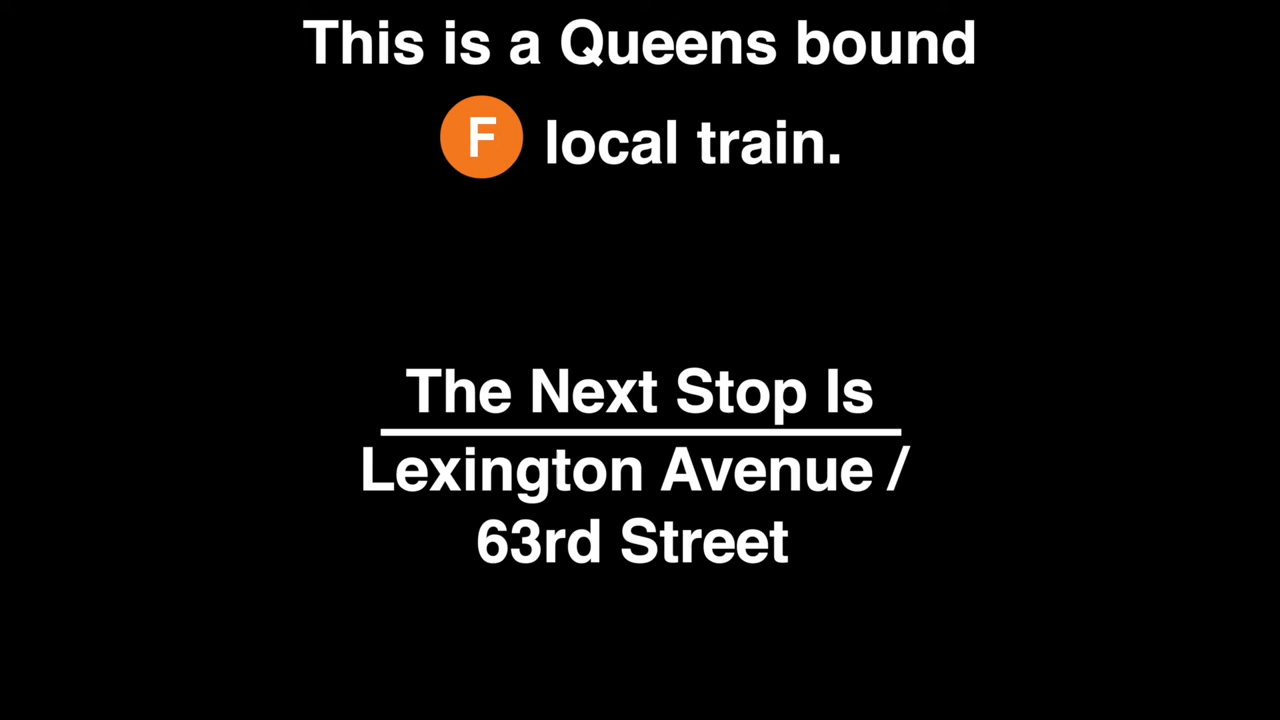 This is a Queens bound
F local train.
The Next Stop Is
Lexington Avenue /
63rd Street